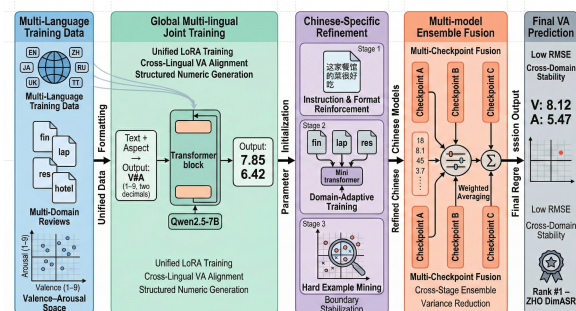 Multi-Language
Training Data
EN
ZH
JA
RU
UK
TT
Multi-Language
Training Data
fin
lap
res
hotel
Multi-Domain
Reviews
Arousal (1–9)
Valence (1–9)
Valence–Arousal
Space
Unified Data Formatting
Global Multi-lingual
Joint Training
Unified LoRA Training
Cross-Lingual VA Alignment
Structured Numeric Generation
Text +
Aspect
→
Output:
V#A
(1–9, two
decimals)
Transformer
block
Qwen2.5-7B
Output:
7.85
6.42
Unified LoRA Training
Cross-Lingual VA Alignment
Structured Numeric Generation
Parameter Initialization
Chinese-Specific
Refinement
Stage 1
这家餐馆
的菜很好
吃
Instruction & Format
Reinforcement
Stage 2
fin
lap
res
Mini
transformer
Domain-Adaptive
Training
Stage 3
Hard Example Mining
Boundary
Stabilization
Refined Chinese Models
Multi-model
Ensemble Fusion
Multi-Checkpoint Fusion
Checkpoint A
Checkpoint B
Checkpoint C
18
8.1
45
3.7
Σ
Weighted
Averaging
Checkpoint A
Checkpoint B
Checkpoint C
Multi-Checkpoint Fusion
Cross-Stage Ensemble
Variance Reduction
Final Regre ssion Output
Final VA
Prediction
Low RMSE
Cross-Domain
Stability
V: 8.12
A: 5.47
Low RMSE
Cross-Domain
Stability
Rank #1 –
ZHO DimASR